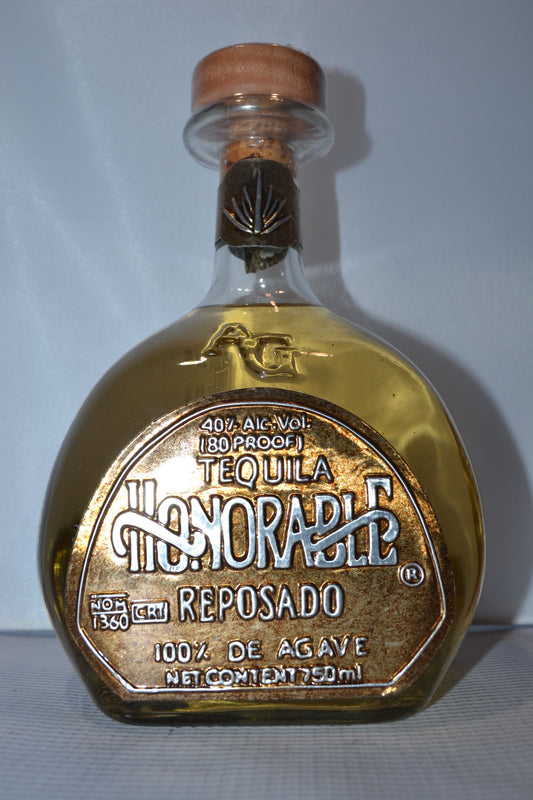 AG
40% Alc. Vol.
(80 PROOF)
TEQUILA
HONORABLE
®
NOM
1360 CRT REPOSADO
100% DE AGAVE
NET CONTENT 750ml